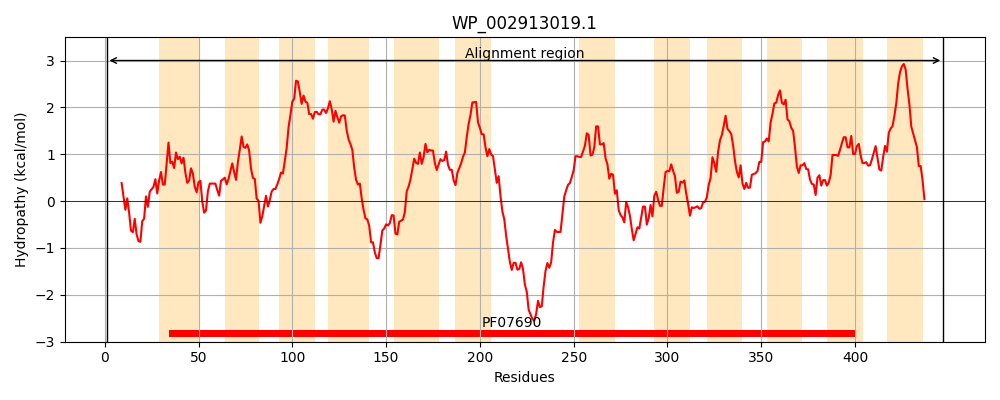 WP_002913019.1
Hydropathy (kcal/mol)
3
2
1
0
−1
−2
−3
Alignment region
PF07690
0 50 100 150 200 250 300 350 400
Residues